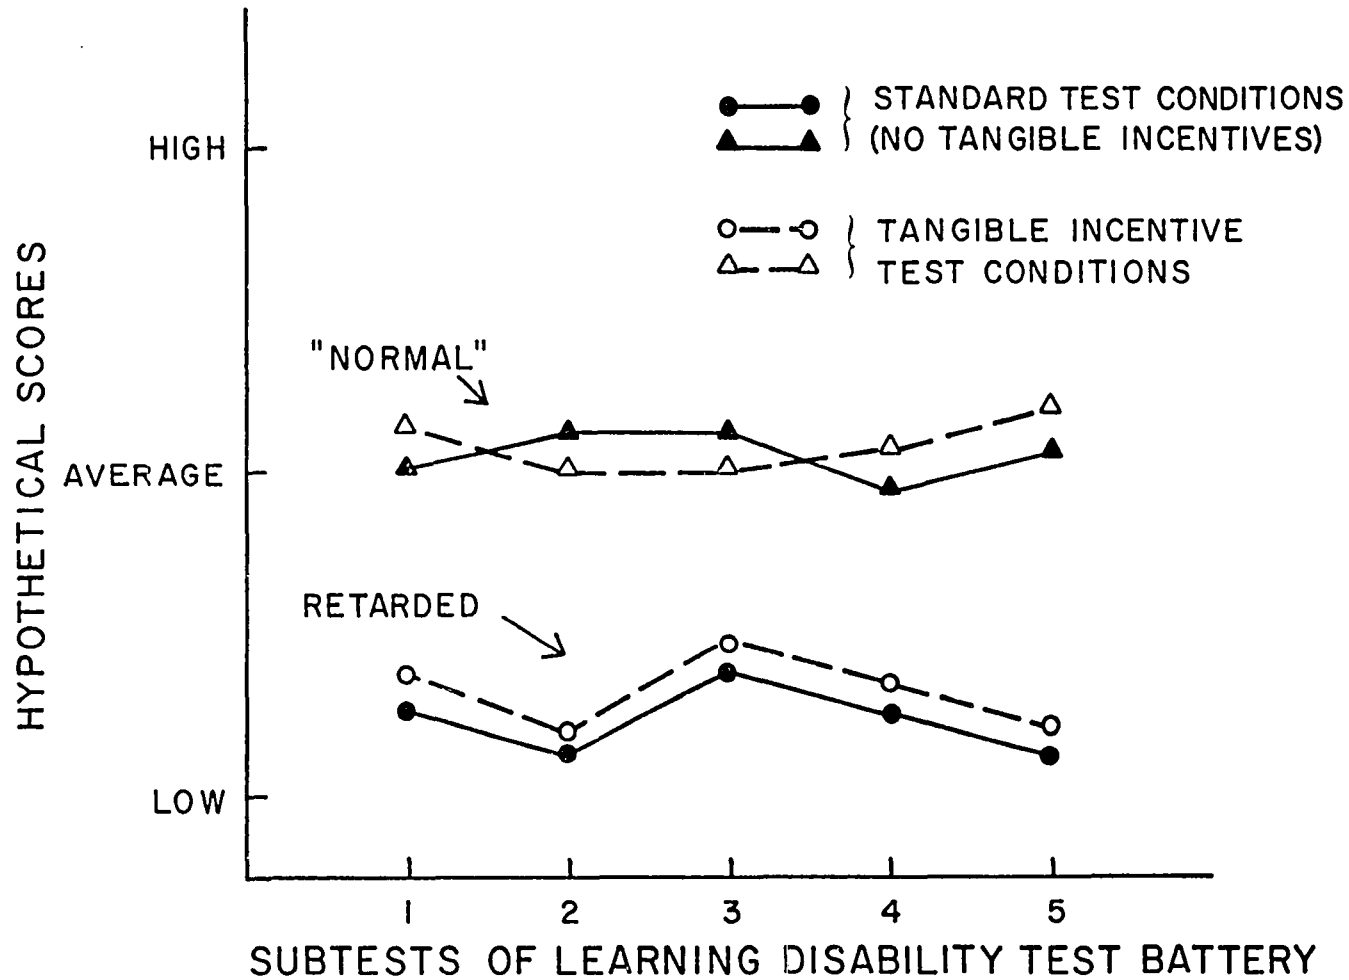 STANDARD TEST CONDITIONS
(NO TANGIBLE INCENTIVES)
HIGH
TANGIBLE INCENTIVE
TEST CONDITIONS
"NORMAL"
AVERAGE
HYPOTHETICAL SCORES
RETARDED
LOW
1 2 3 4 5
SUBTESTS OF LEARNING DISABILITY TEST BATTERY